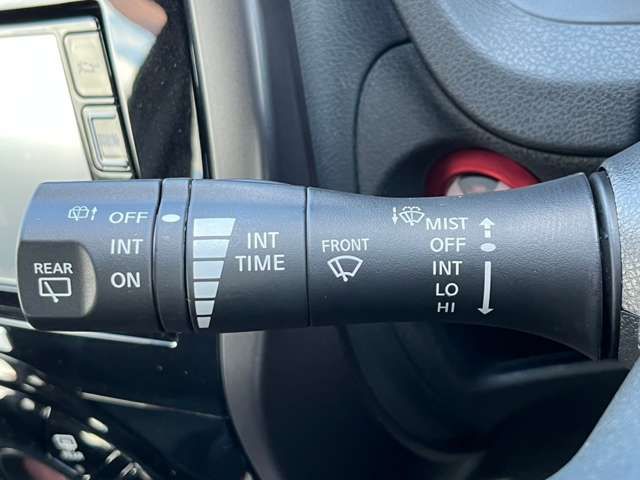 OFF
INT
ON
REAR
INT
TIME
FRONT
MIST
OFF
INT
LO
HI